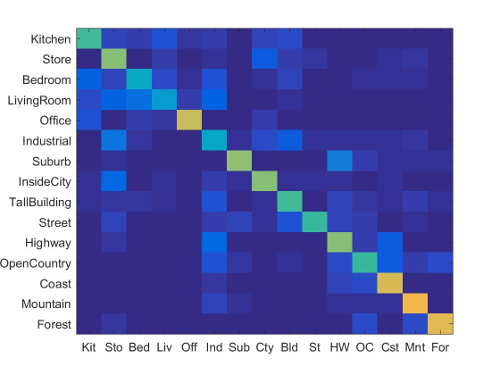 Kitchen
Store
Bedroom
LivingRoom
Office
Industrial
Suburb
InsideCity
TallBuilding
Street
Highway
OpenCountry
Coast
Mountain
Forest
Kit Sto Bed Liv Off Ind Sub Cty Bld St HW OC Cst Mnt For